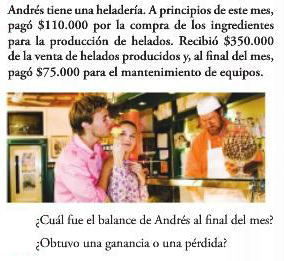 Andrés tiene una heladería. A principios de este mes,
pagó $110.000 por la compra de los ingredientes
para la producción de helados. Recibió $350.000
de la venta de helados producidos y, al final del mes,
pagó $75.000 para el mantenimiento de equipos.
¿Cuál fue el balance de Andrés al final del mes?
¿Obtuvo una ganancia o una pérdida?